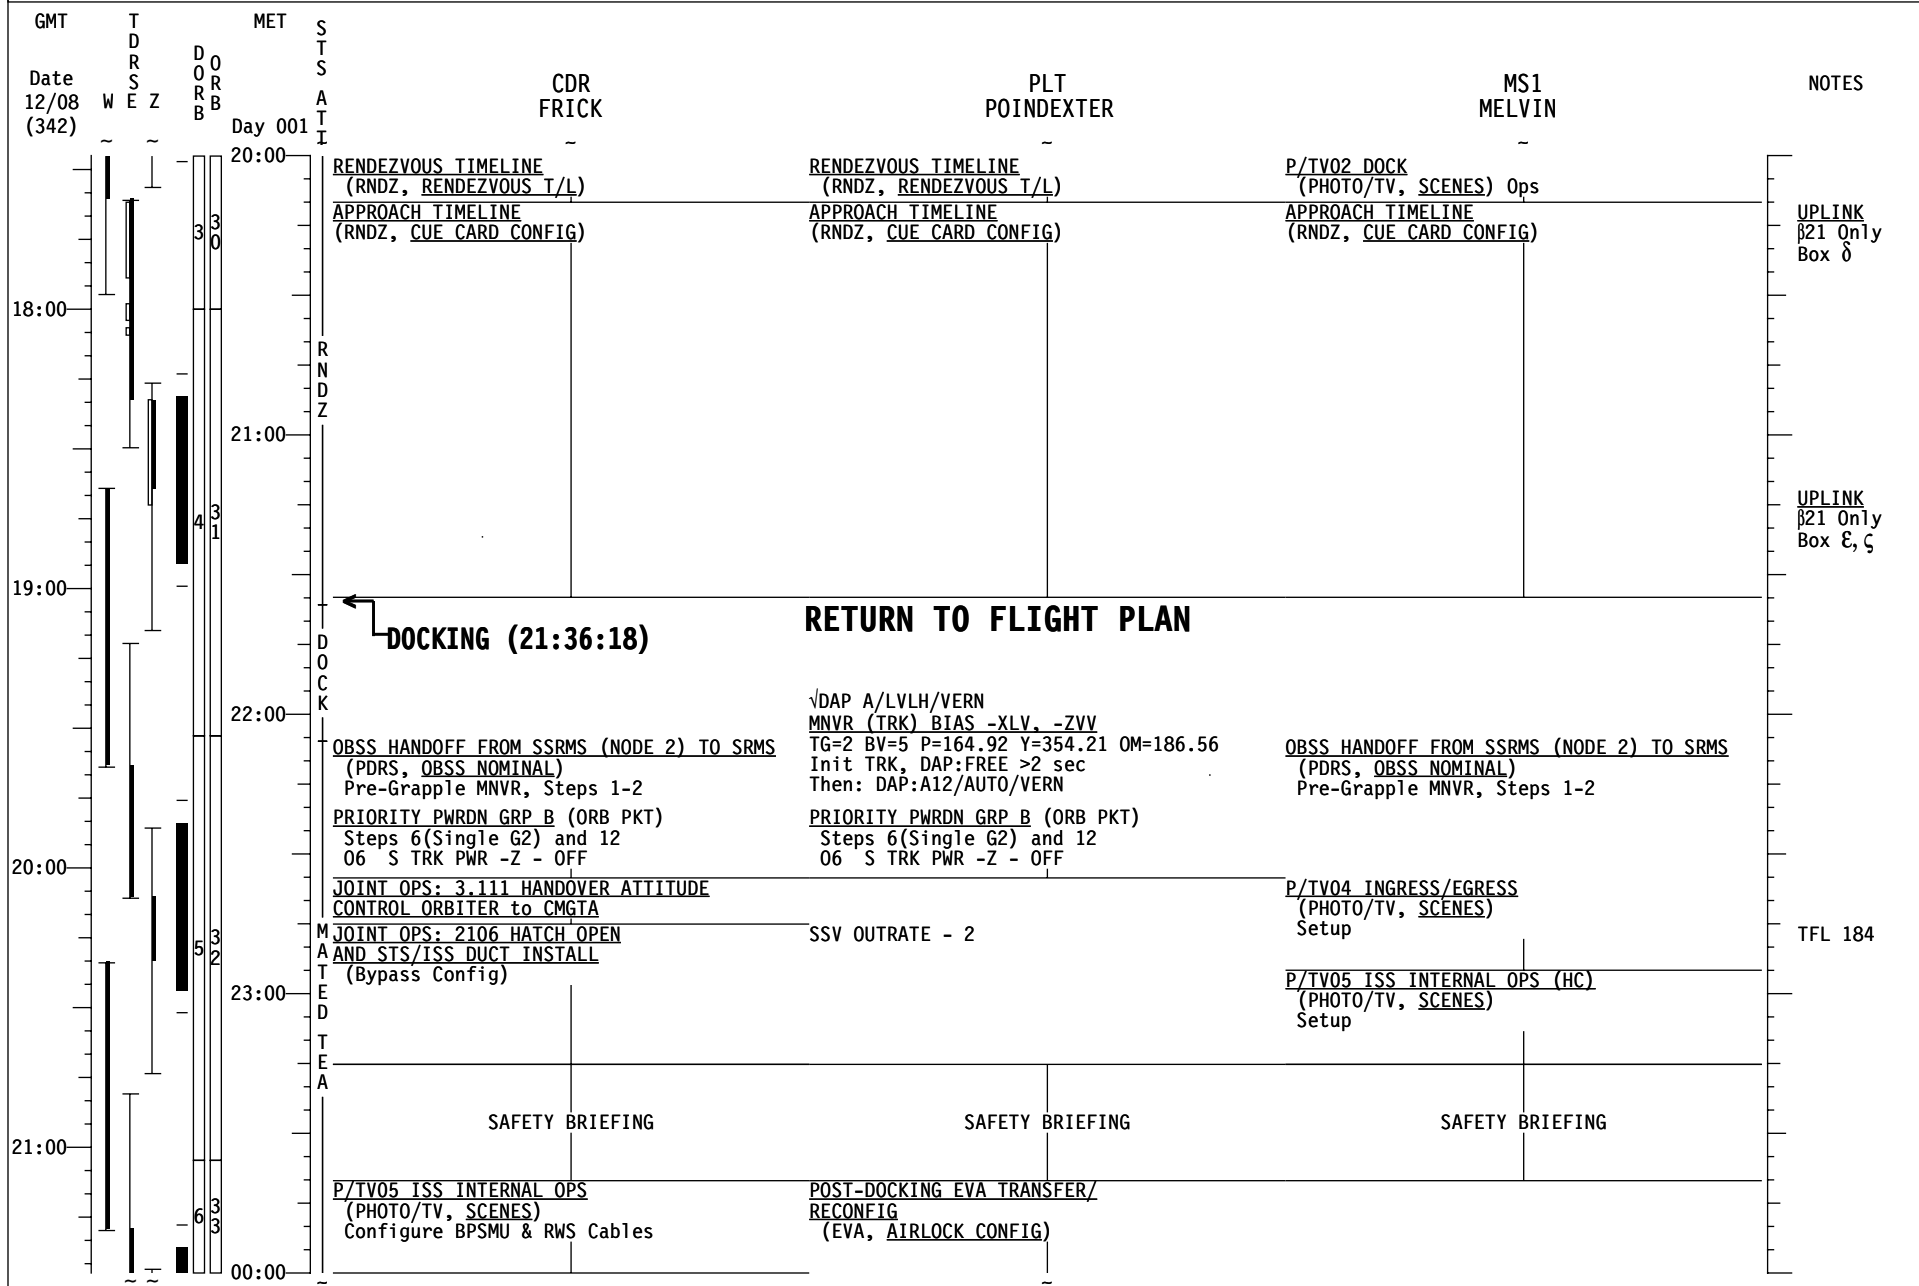 GMT
TDRS
MET
STS ATT
Date
12/08
(342)
W E Z
DORB
ORB
Day 001
CDR
FRICK
PLT
POINDEXTER
MS1
MELVIN
NOTES
~ ~ ~ ~ ~
20:00
RENDEZVOUS TIMELINE
(RNDZ, RENDEZVOUS T/L)
RENDEZVOUS TIMELINE
(RNDZ, RENDEZVOUS T/L)
P/TV02 DOCK
(PHOTO/TV, SCENES) Ops
APPROACH TIMELINE
(RNDZ, CUE CARD CONFIG)
APPROACH TIMELINE
(RNDZ, CUE CARD CONFIG)
APPROACH TIMELINE
(RNDZ, CUE CARD CONFIG)
UPLINK
β21 Only
Box δ
3
30
18:00
RNDZ
21:00
4
31
UPLINK
β21 Only
Box ε, ς
19:00
DOCKING (21:36:18)
RETURN TO FLIGHT PLAN
DOCK
22:00
√DAP A/LVLH/VERN
MNVR (TRK) BIAS -XLV, -ZVV
TG=2 BV=5 P=164.92 Y=354.21 OM=186.56
Init TRK, DAP:FREE >2 sec
Then: DAP:A12/AUTO/VERN
OBSS HANDOFF FROM SSRMS (NODE 2) TO SRMS
(PDRS, OBSS NOMINAL)
Pre-Grapple MNVR, Steps 1-2
OBSS HANDOFF FROM SSRMS (NODE 2) TO SRMS
(PDRS, OBSS NOMINAL)
Pre-Grapple MNVR, Steps 1-2
PRIORITY PWRDN GRP B (ORB PKT)
Steps 6(Single G2) and 12
O6 S TRK PWR -Z - OFF
PRIORITY PWRDN GRP B (ORB PKT)
Steps 6(Single G2) and 12
O6 S TRK PWR -Z - OFF
20:00
JOINT OPS: 3.111 HANDOVER ATTITUDE
CONTROL ORBITER to CMGTA
P/TV04 INGRESS/EGRESS
(PHOTO/TV, SCENES)
Setup
MATED TEA
5
32
JOINT OPS: 2106 HATCH OPEN
AND STS/ISS DUCT INSTALL
(Bypass Config)
SSV OUTRATE - 2
TFL 184
P/TV05 ISS INTERNAL OPS (HC)
(PHOTO/TV, SCENES)
Setup
23:00
SAFETY BRIEFING
SAFETY BRIEFING
SAFETY BRIEFING
21:00
6
33
P/TV05 ISS INTERNAL OPS
(PHOTO/TV, SCENES)
Configure BPSMU & RWS Cables
POST-DOCKING EVA TRANSFER/
RECONFIG
(EVA, AIRLOCK CONFIG)
00:00
~ ~ ~ ~